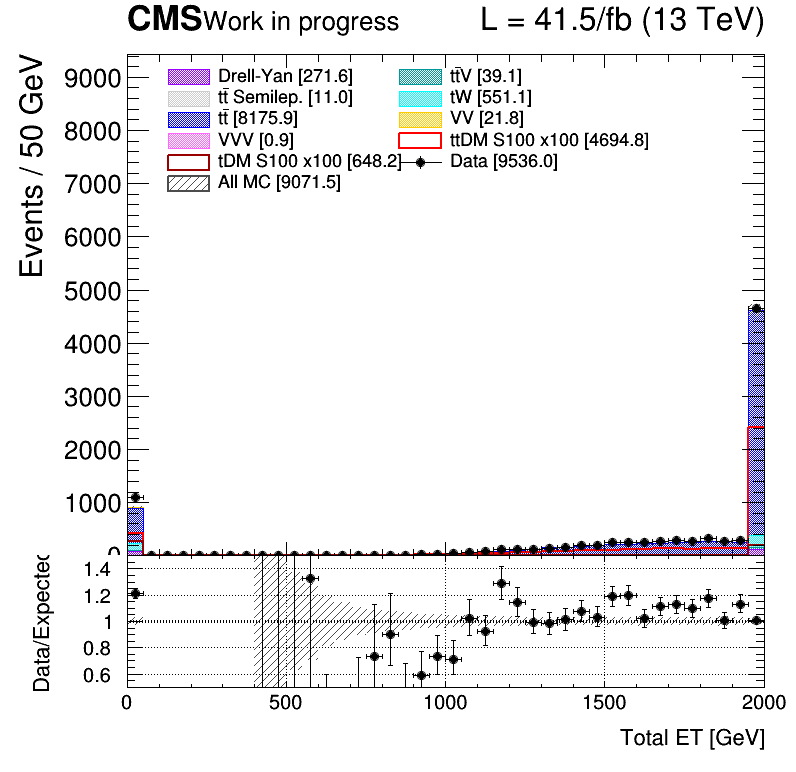 CMS Work in progress L = 41.5/fb (13 TeV)
Events / 50 GeV
9000
8000
7000
6000
5000
4000
3000
2000
1000
0
Drell-Yan [271.6]
tt̄V [39.1]
tt̄ Semilep. [11.0]
tW [551.1]
tt̄ [8175.9]
VV [21.8]
VVV [0.9]
ttDM S100 x100 [4694.8]
tDM S100 x100 [648.2]
Data [9536.0]
All MC [9071.5]
Data/Expected
1.4
1.2
1
0.8
0.6
0 500 1000 1500 2000
Total ET [GeV]